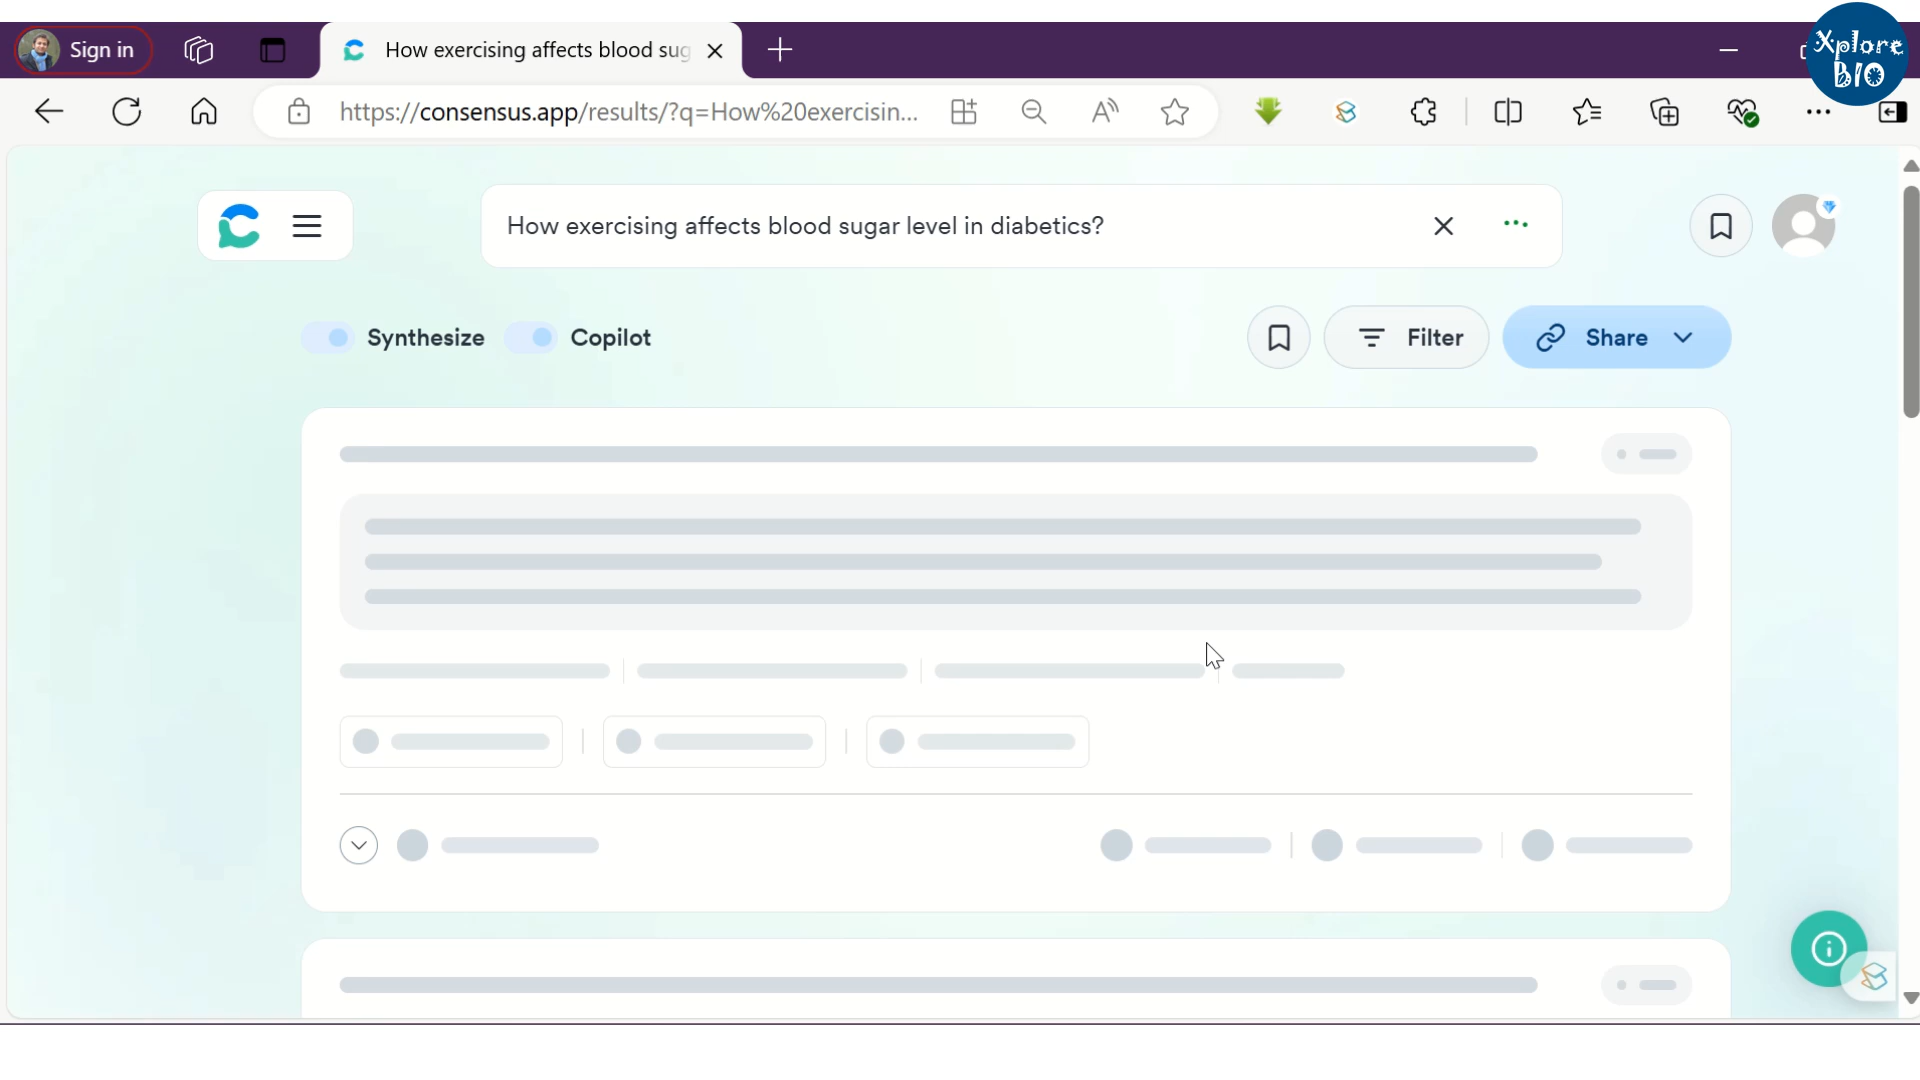 Sign in
How exercising affects blood sug
Xplore
BIO
https://consensus.app/results/?q=How%20exercisin...
How exercising affects blood sugar level in diabetics?
Synthesize
Copilot
Filter
Share